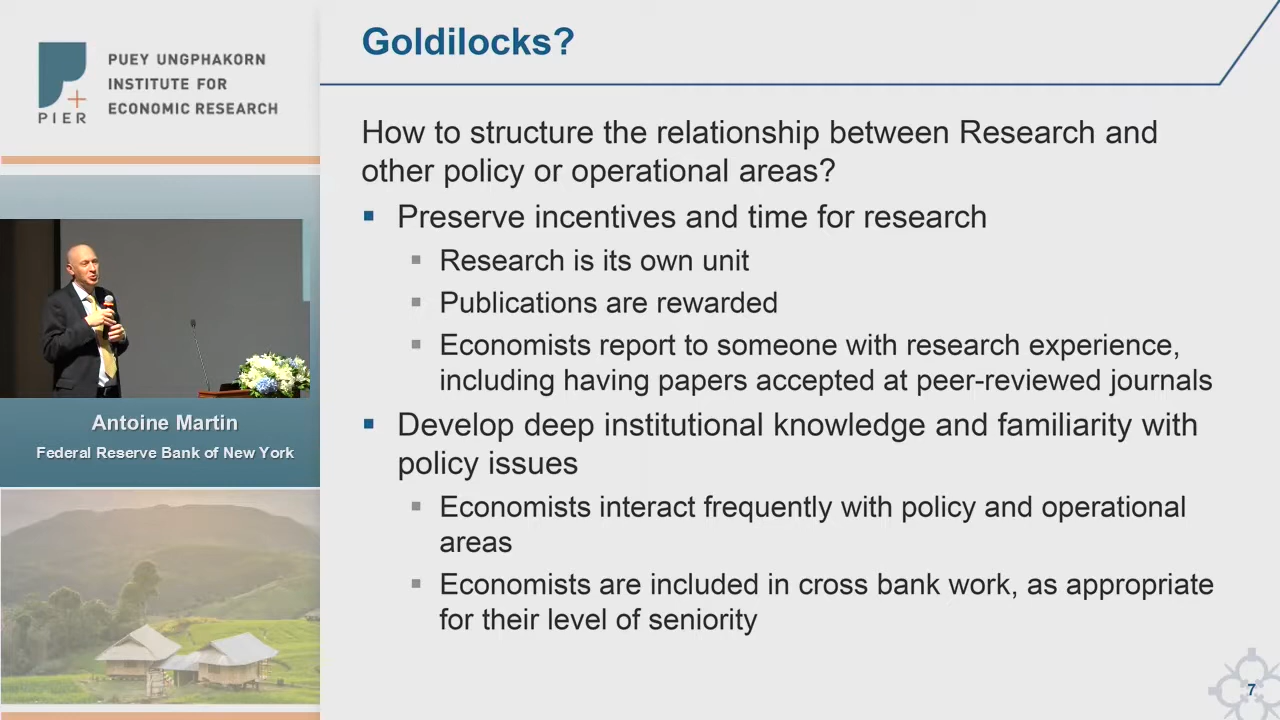 PUEY UNGPHAKORN
INSTITUTE FOR
ECONOMIC RESEARCH
PIER
Antoine Martin
Federal Reserve Bank of New York
Goldilocks?
How to structure the relationship between Research and
other policy or operational areas?
Preserve incentives and time for research
Research is its own unit
Publications are rewarded
Economists report to someone with research experience,
including having papers accepted at peer-reviewed journals
Develop deep institutional knowledge and familiarity with
policy issues
Economists interact frequently with policy and operational
areas
Economists are included in cross bank work, as appropriate
for their level of seniority
7